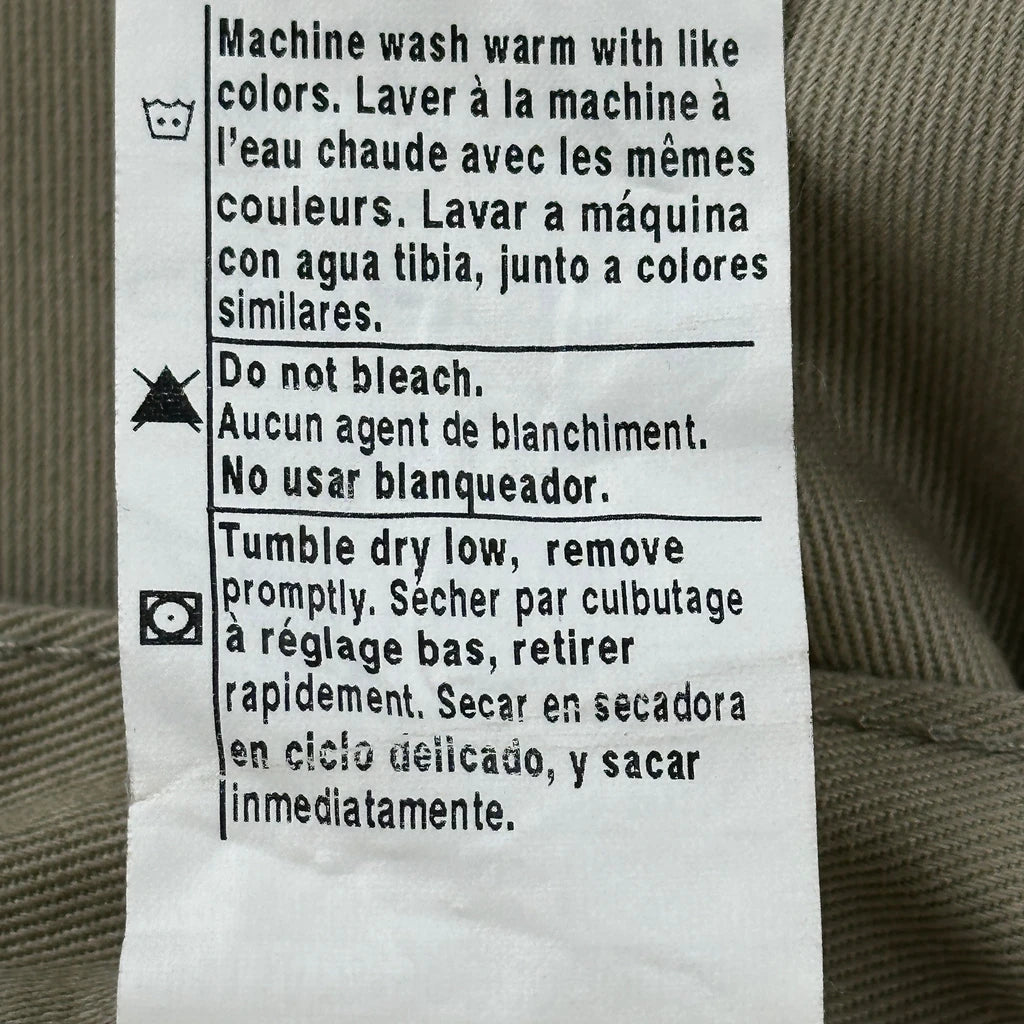 Machine wash warm with like
colors. Laver à la machine à
l'eau chaude avec les mêmes
couleurs. Lavar a máquina
con agua tibia, junto a colores
similares.
Do not bleach.
Aucun agent de blanchiment.
No usar blanqueador.
Tumble dry low, remove
promptly. Sécher par culbutage
à réglage bas, retirer
rapidement. Secar en secadora
en ciclo delicado, y sacar
inmediatamente.